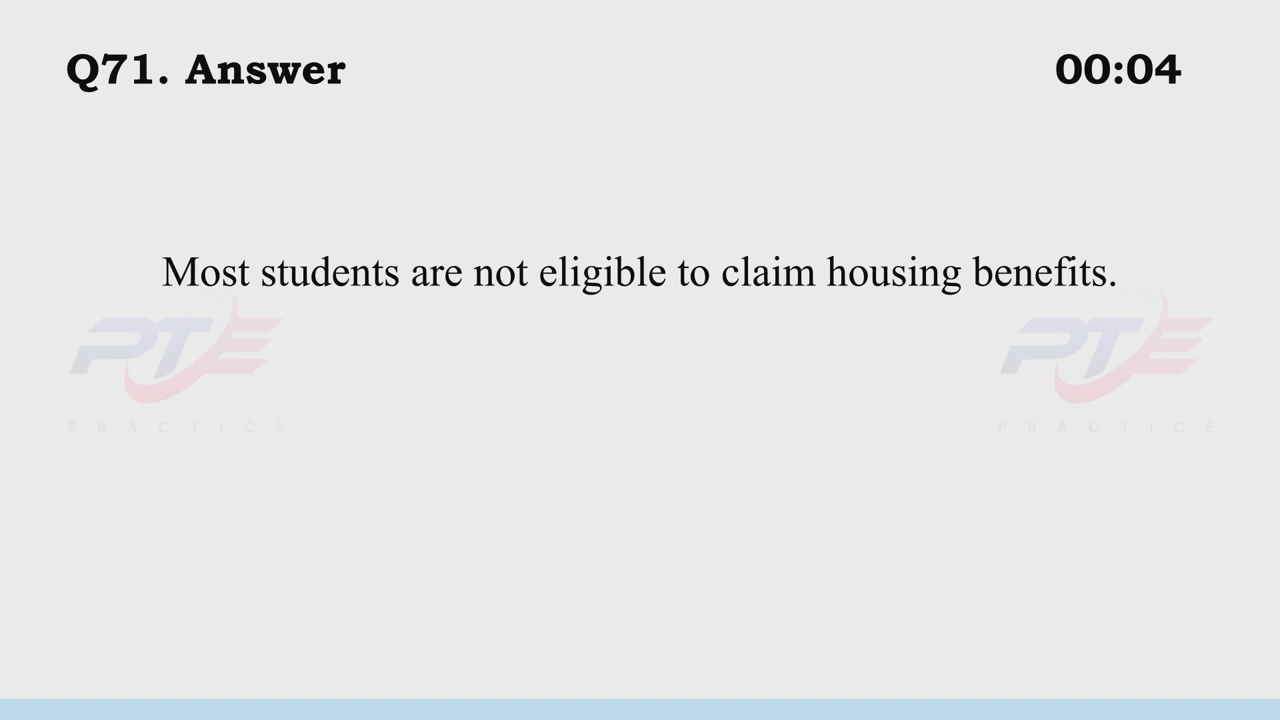 Q71. Answer
00:04
Most students are not eligible to claim housing benefits.
PTE
PTE
PRACTICE
PRACTICE